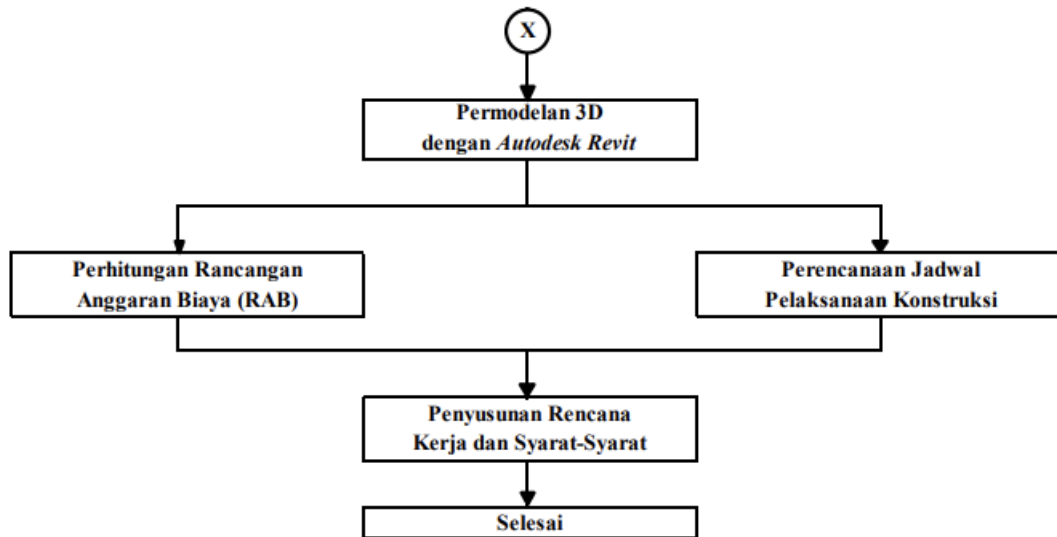 X
Permodelan 3D
dengan Autodesk Revit
Perhitungan Rancangan
Anggaran Biaya (RAB)
Perencanaan Jadwal
Pelaksanaan Konstruksi
Penyusunan Rencana
Kerja dan Syarat-Syarat
Selesai